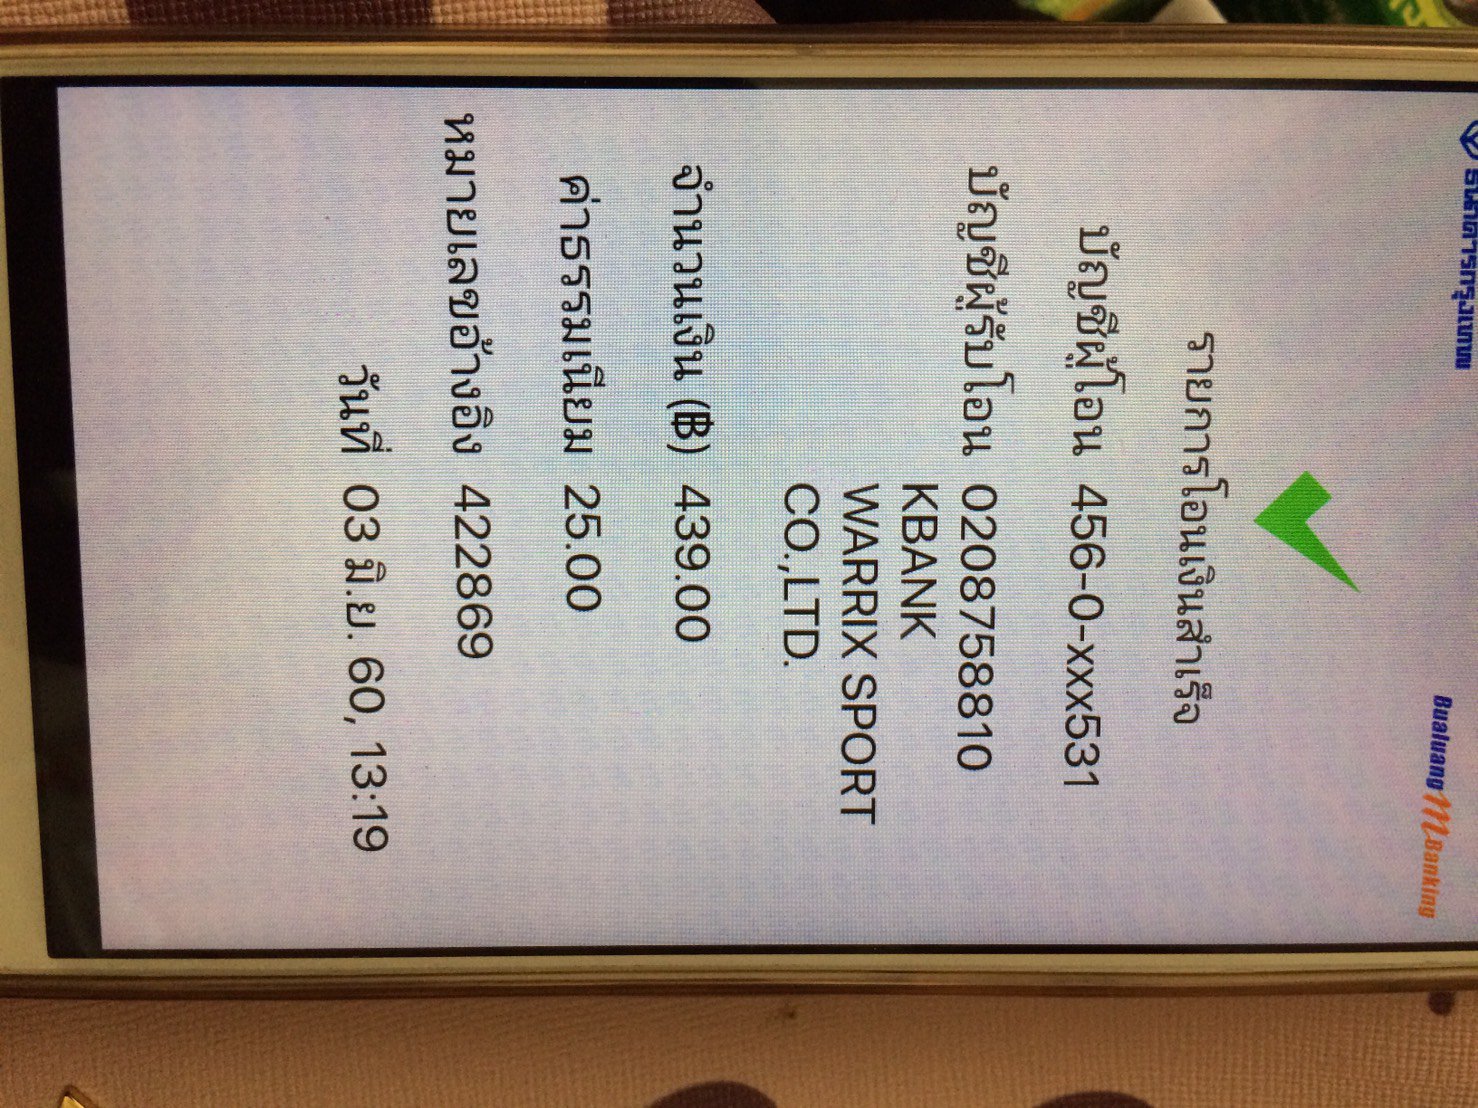 ธนาคารกรุงเทพ
Bualuang mBanking
รายการโอนเงินสำเร็จ
บัญชีผู้โอน 456-0-xxx531
บัญชีผู้รับโอน 0208758810
KBANK
WARRIX SPORT
CO.,LTD.
จำนวนเงิน (฿) 439.00
ค่าธรรมเนียม 25.00
หมายเลขอ้างอิง 422869
วันที่ 03 มิ.ย. 60, 13:19